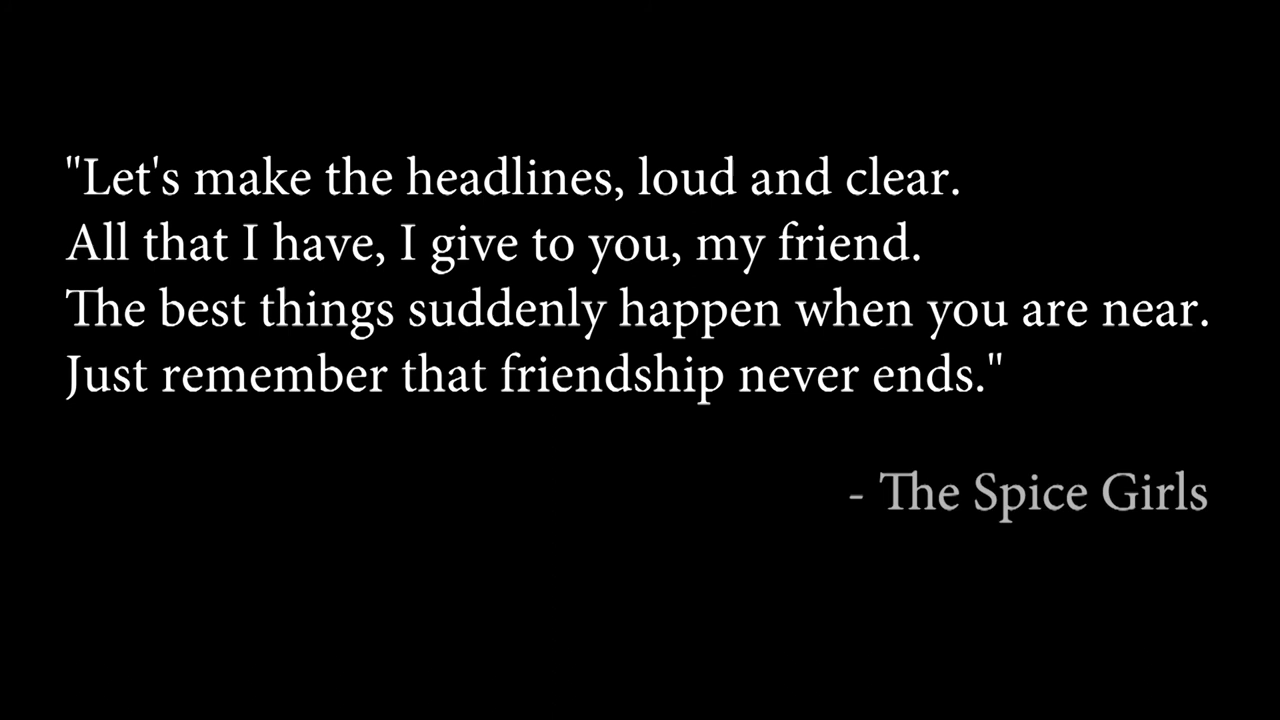 "Let's make the headlines, loud and clear.
All that I have, I give to you, my friend.
The best things suddenly happen when you are near.
Just remember that friendship never ends."
- The Spice Girls